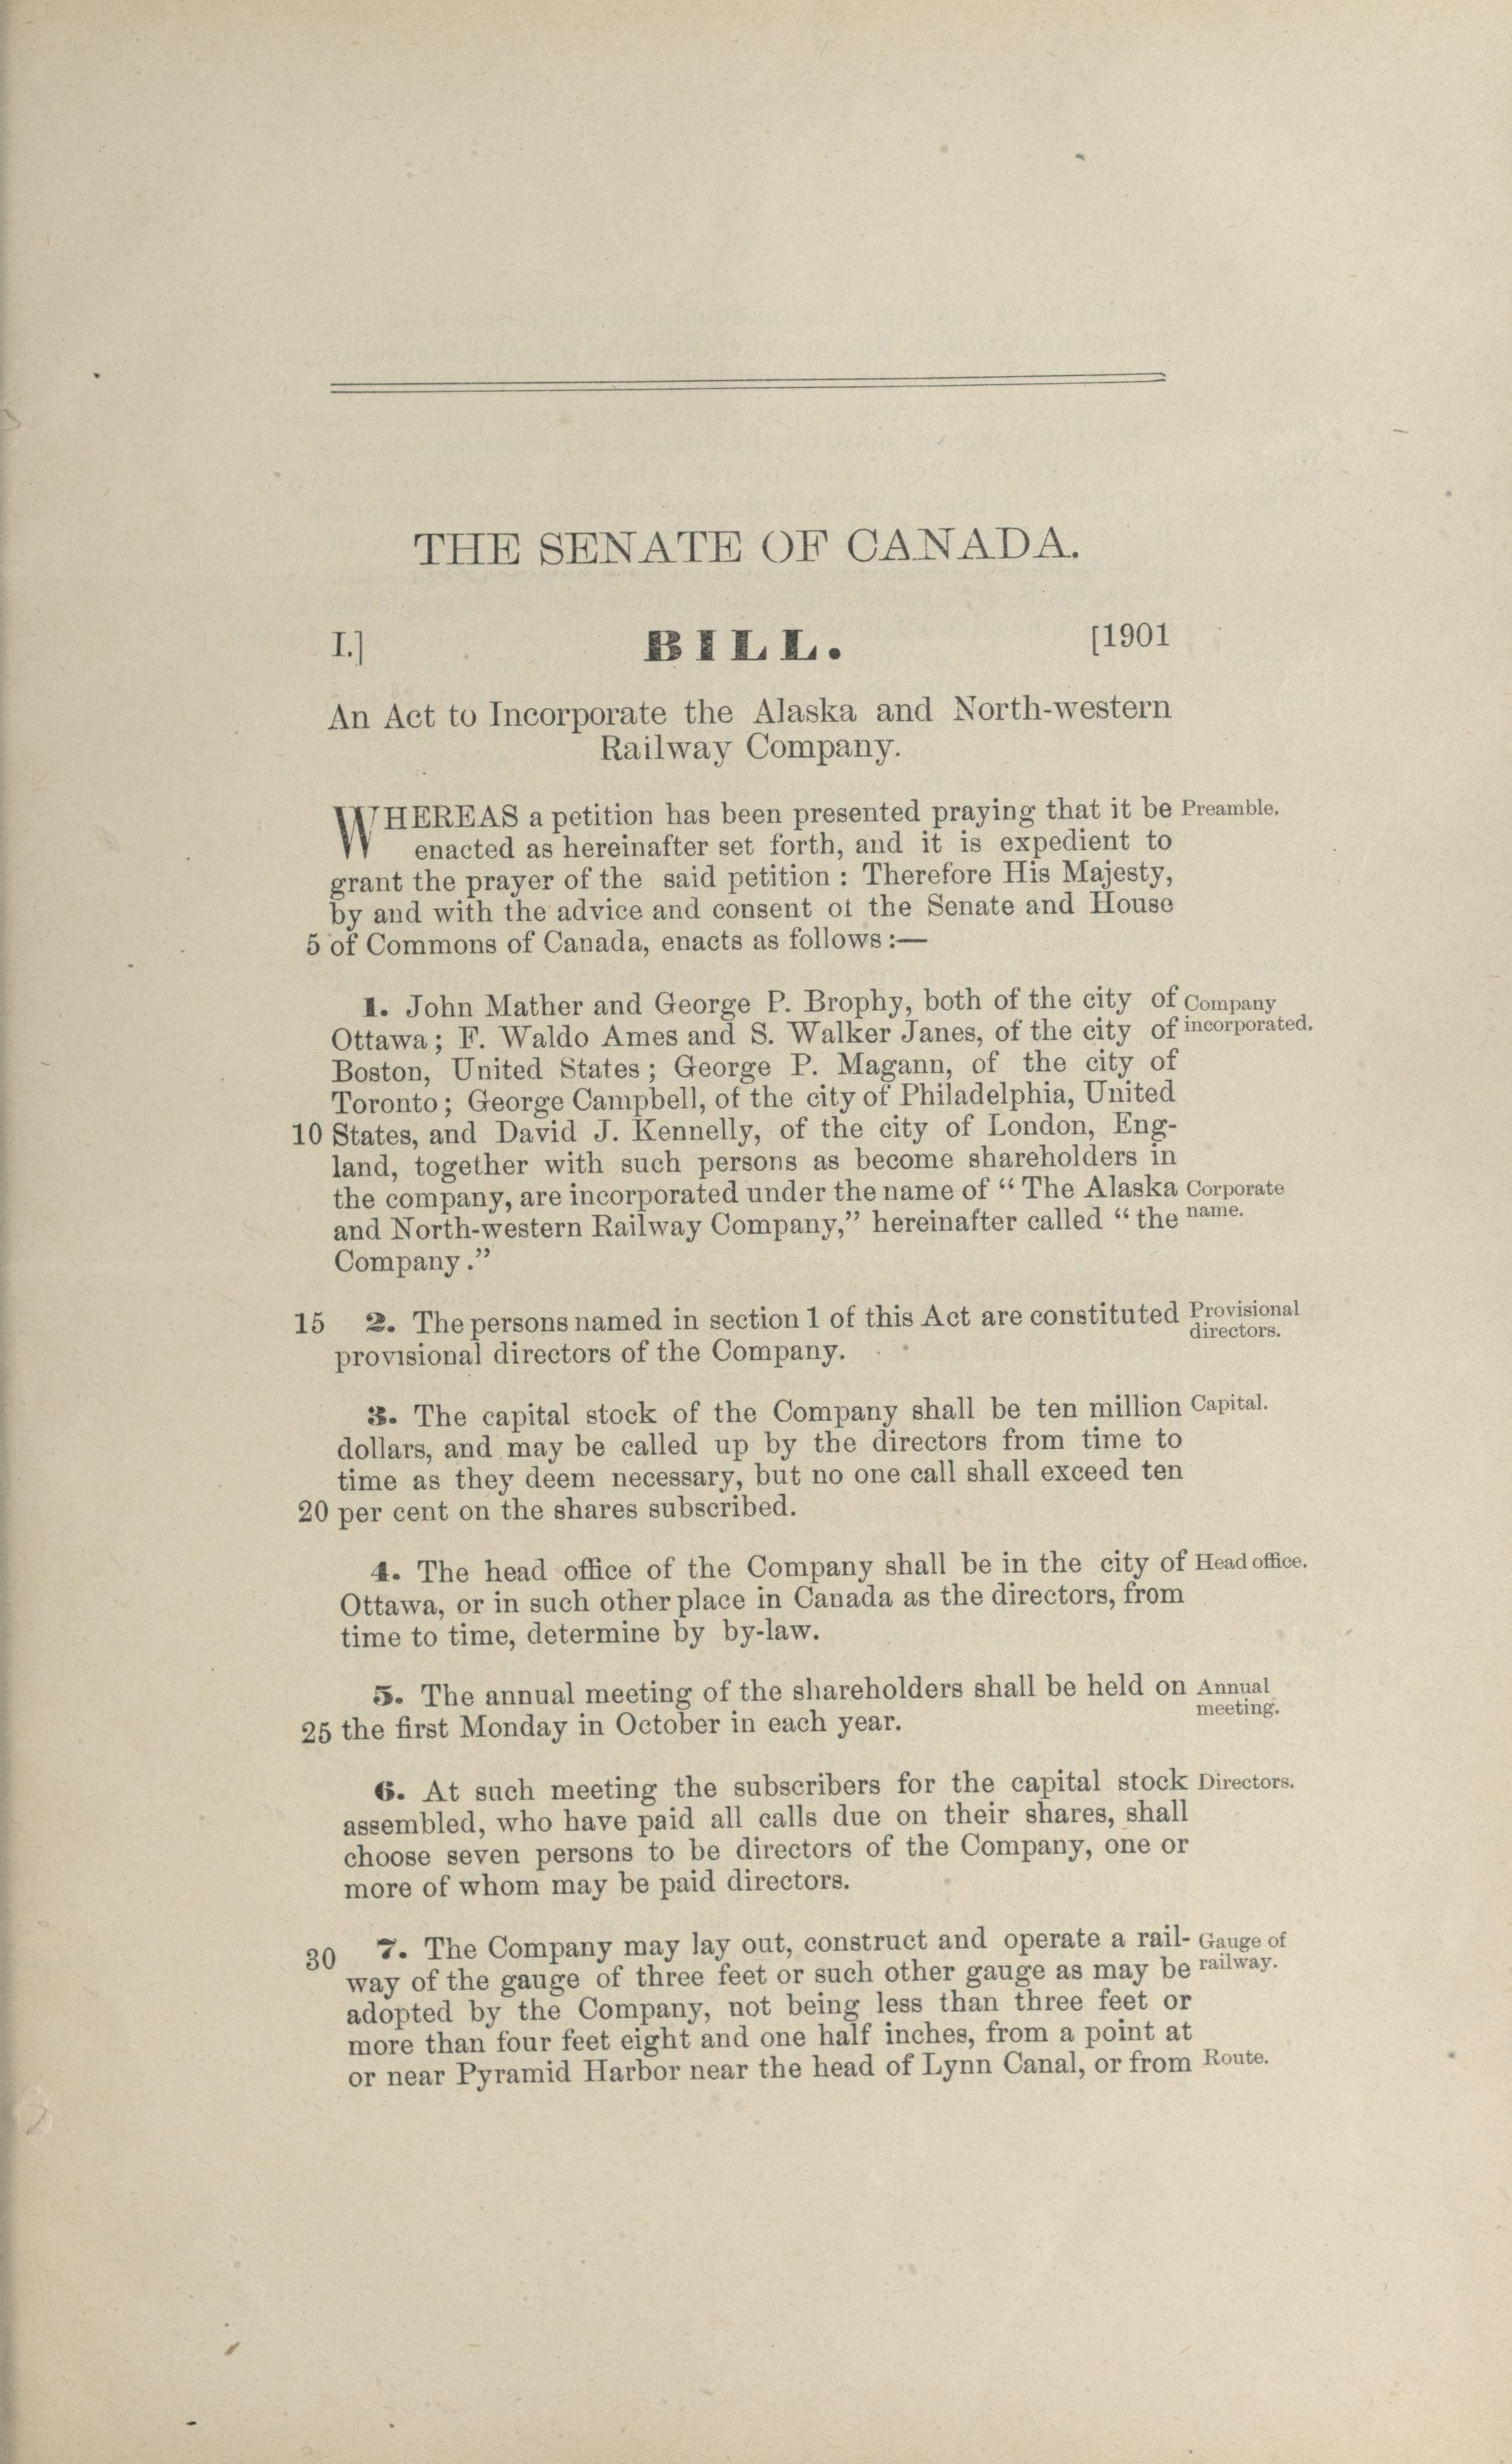 THE SENATE OF CANADA.
I.] BILL. [1901
An Act to Incorporate the Alaska and North-western
Railway Company.
WHEREAS a petition has been presented praying that it be Preamble.
enacted as hereinafter set forth, and it is expedient to
grant the prayer of the said petition : Therefore His Majesty,
by and with the advice and consent of the Senate and House
5 of Commons of Canada, enacts as follows :—
1. John Mather and George P. Brophy, both of the city of Company
Ottawa ; F. Waldo Ames and S. Walker Janes, of the city of incorporated.
Boston, United States ; George P. Magann, of the city of
Toronto ; George Campbell, of the city of Philadelphia, United
10 States, and David J. Kennelly, of the city of London, Eng-
land, together with such persons as become shareholders in
the company, are incorporated under the name of “ The Alaska Corporate
and North-western Railway Company,” hereinafter called “ the name.
Company .”
15 2. The persons named in section 1 of this Act are constituted Provisional
directors.
provisional directors of the Company.
3. The capital stock of the Company shall be ten million Capital.
dollars, and may be called up by the directors from time to
time as they deem necessary, but no one call shall exceed ten
20 per cent on the shares subscribed.
4. The head office of the Company shall be in the city of Head office.
Ottawa, or in such other place in Canada as the directors, from
time to time, determine by by-law.
5. The annual meeting of the shareholders shall be held on Annual
meeting.
25 the first Monday in October in each year.
6. At such meeting the subscribers for the capital stock Directors.
assembled, who have paid all calls due on their shares, shall
choose seven persons to be directors of the Company, one or
more of whom may be paid directors.
30 7. The Company may lay out, construct and operate a rail- Gauge of
way of the gauge of three feet or such other gauge as may be railway.
adopted by the Company, not being less than three feet or
more than four feet eight and one half inches, from a point at
or near Pyramid Harbor near the head of Lynn Canal, or from Route.